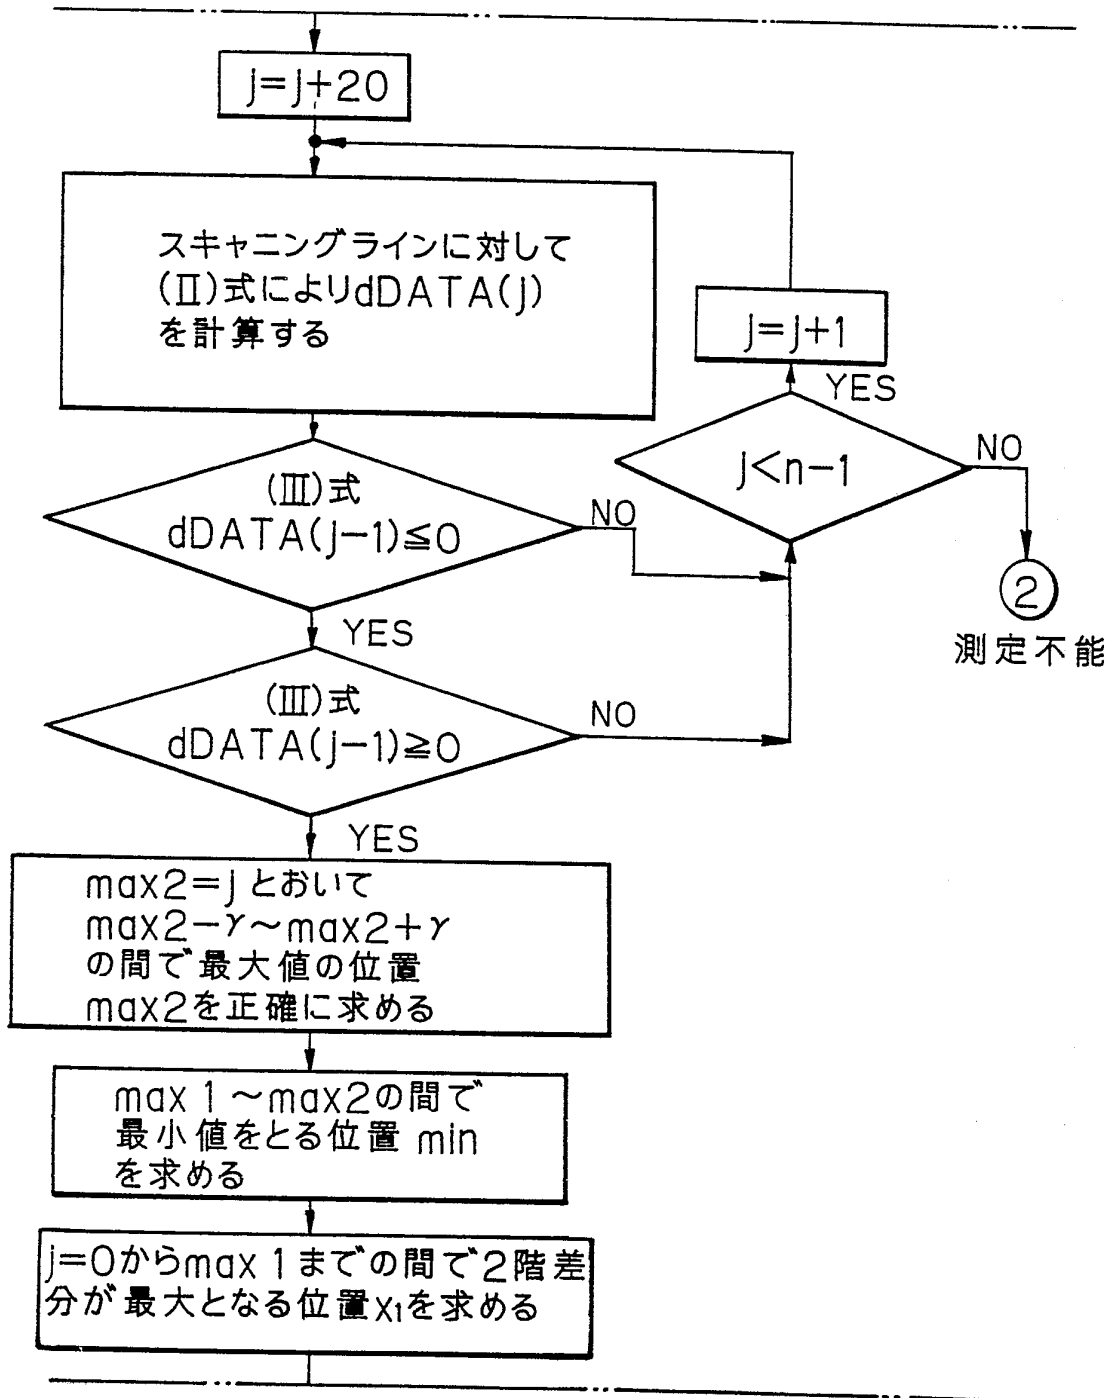 j=j+20
スキャニングラインに対して
(Ⅱ)式によりdDATA(j)
を計算する
j=j+1
YES
j<n-1
NO
②
測定不能
(Ⅲ)式
dDATA(j-1)≦0
NO
YES
(Ⅲ)式
dDATA(j-1)≧0
NO
YES
max2=jとおいて
max2-γ~max2+γ
の間で最大値の位置
max2を正確に求める
max1~max2の間で
最小値をとる位置 min
を求める
j=0からmax1までの間で2階差
分が最大となる位置x₁を求める